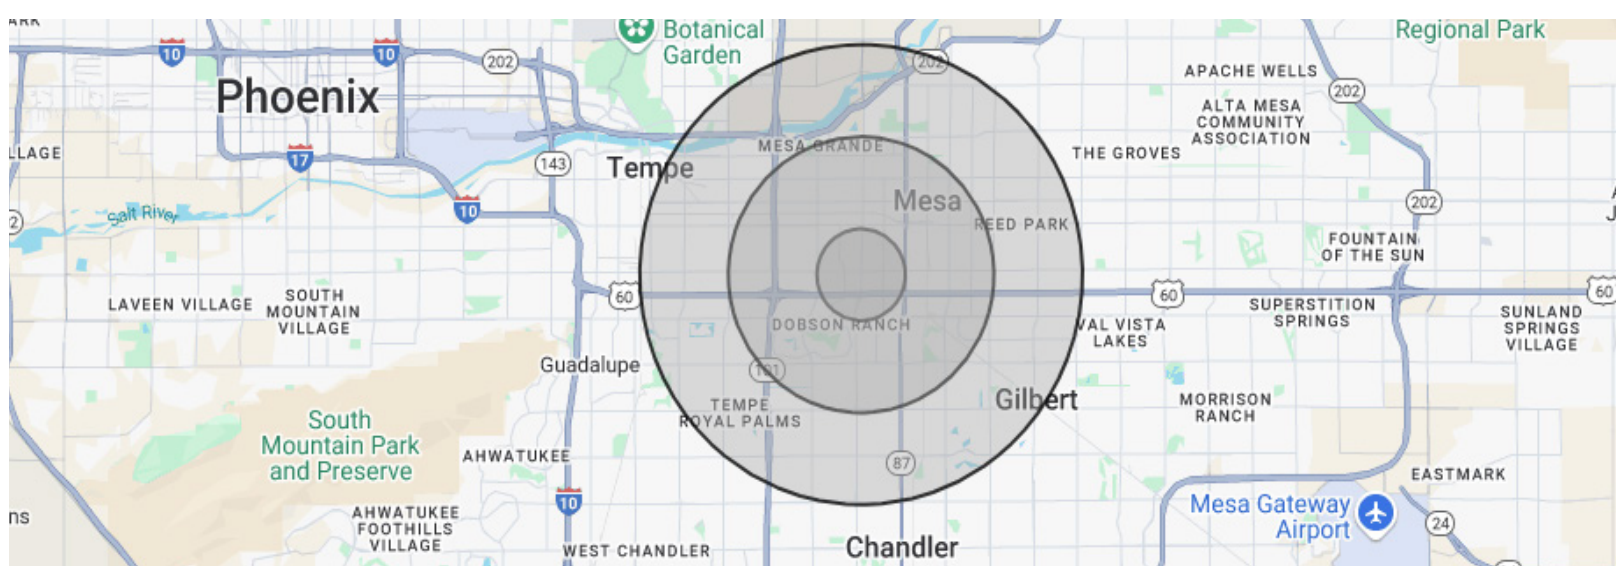 ARK
Botanical
Garden
Regional Park
10
10
202
202
APACHE WELLS
202
Phoenix
ALTA MESA
COMMUNITY
ASSOCIATION
LLAGE
17
143
Tempe
MESA GRANDE
THE GROVES
Mesa
202
10
Salt River
2
REED PARK
FOUNTAIN
OF THE SUN
A
J
LAVEEN VILLAGE
SOUTH
MOUNTAIN
VILLAGE
60
60
60
SUPERSTITION
SPRINGS
SUNLAND
SPRINGS
VILLAGE
DOBSON RANCH
VAL VISTA
LAKES
Guadalupe
101
Gilbert
TEMPE
ROYAL PALMS
MORRISON
RANCH
South
Mountain Park
and Preserve
AHWATUKEE
87
EASTMARK
10
Mesa Gateway
Airport
24
ns
AHWATUKEE
FOOTHILLS
VILLAGE
WEST CHANDLER
Chandler